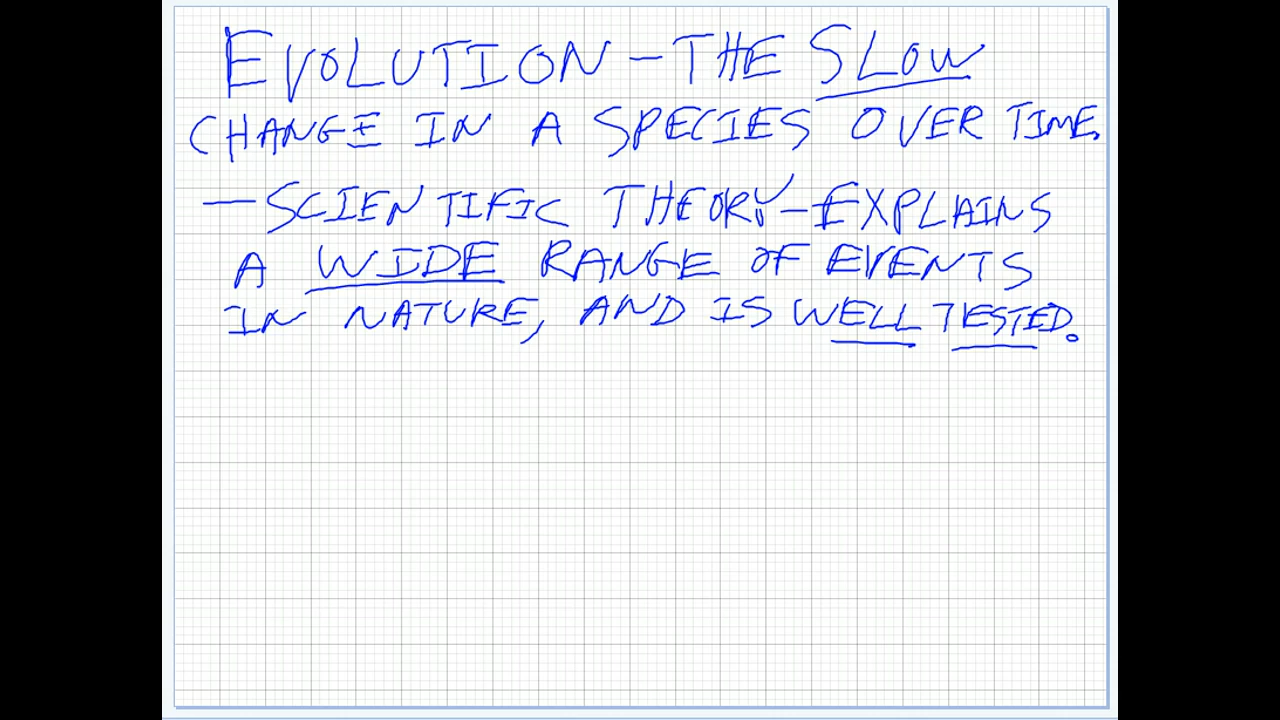 EVOLUTION - THE SLOW
CHANGE IN A SPECIES OVER TIME.
- SCIENTIFIC THEORY - EXPLAINS
A WIDE RANGE OF EVENTS
IN NATURE, AND IS WELL TESTED.